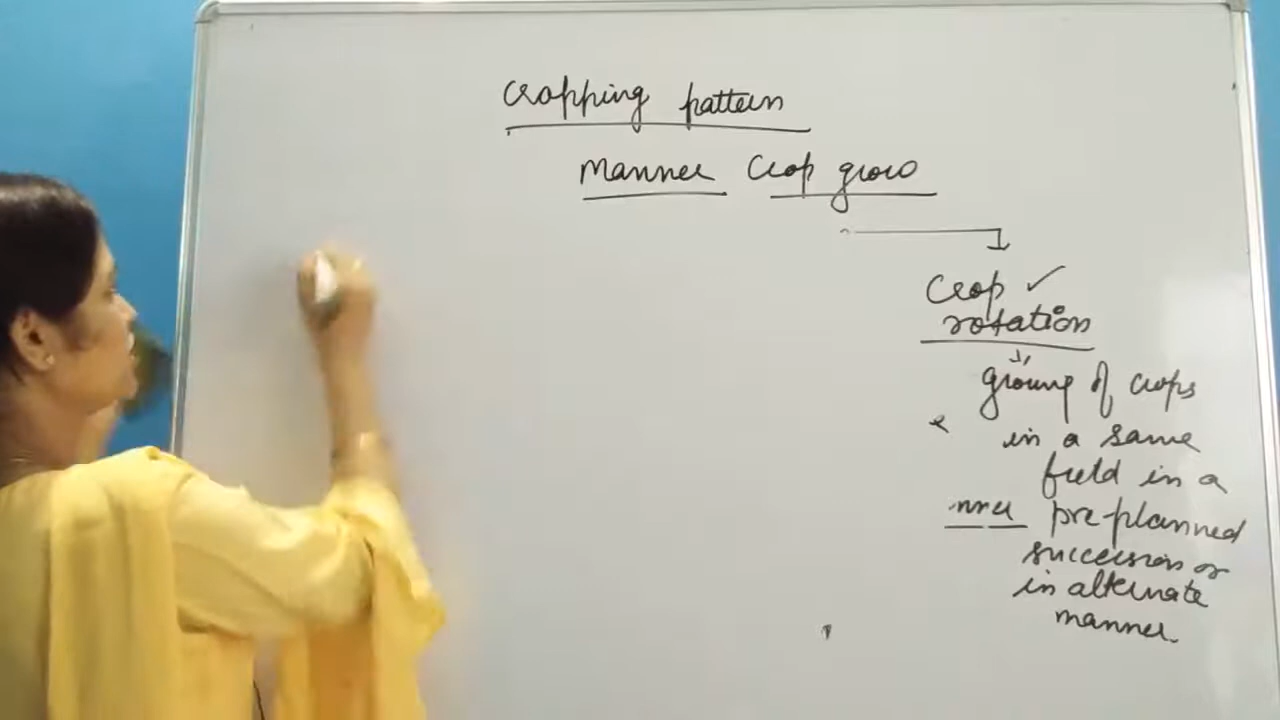 Cropping pattern
Manner Crop grow
Crop ✓
rotation
of crops
in a same
field in a
nner pre-planned
succession or
in alternate
manner.